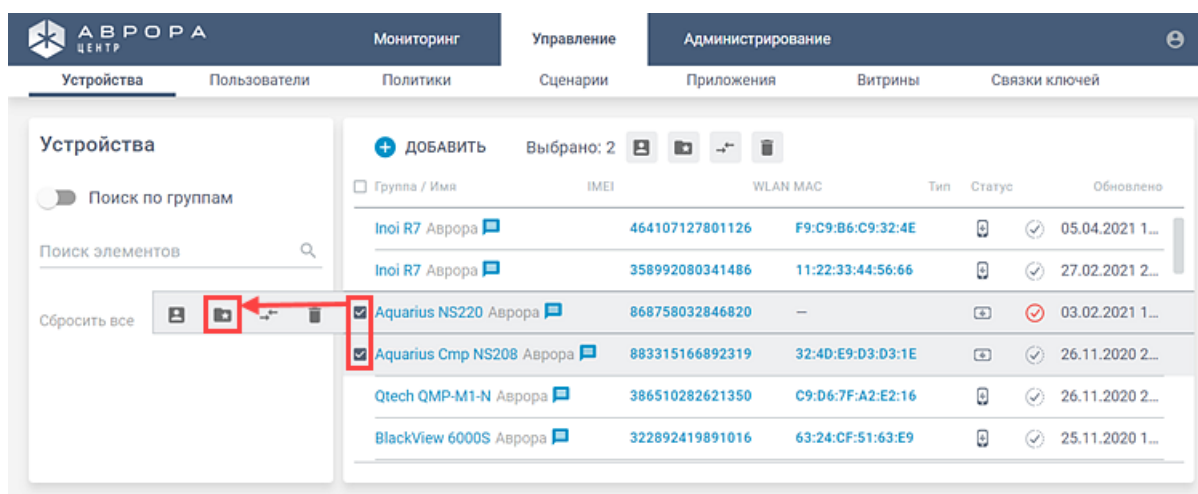 АВРОРА
ЦЕНТР
Мониторинг Управление Администрирование
Устройства Пользователи Политики Сценарии Приложения Витрины Связки ключей
Устройства
ДОБАВИТЬ Выбрано: 2
Поиск по группам
Группа / Имя IMEI WLAN MAC Тип Статус Обновлено
Inoi R7 Аврора 464107127801126 F9:C9:B6:C9:32:4E 05.04.2021 1...
Поиск элементов
Inoi R7 Аврора 358992080341486 11:22:33:44:56:66 27.02.2021 2...
Сбросить все
Aquarius NS220 Аврора 868758032846820 — 03.02.2021 1...
Aquarius Cmp NS208 Аврора 883315166892319 32:4D:E9:D3:D3:1E 26.11.2020 2...
Qtech QMP-M1-N Аврора 386510282621350 C9:D6:7F:A2:E2:16 26.11.2020 2...
BlackView 6000S Аврора 322892419891016 63:24:CF:51:63:E9 25.11.2020 1...